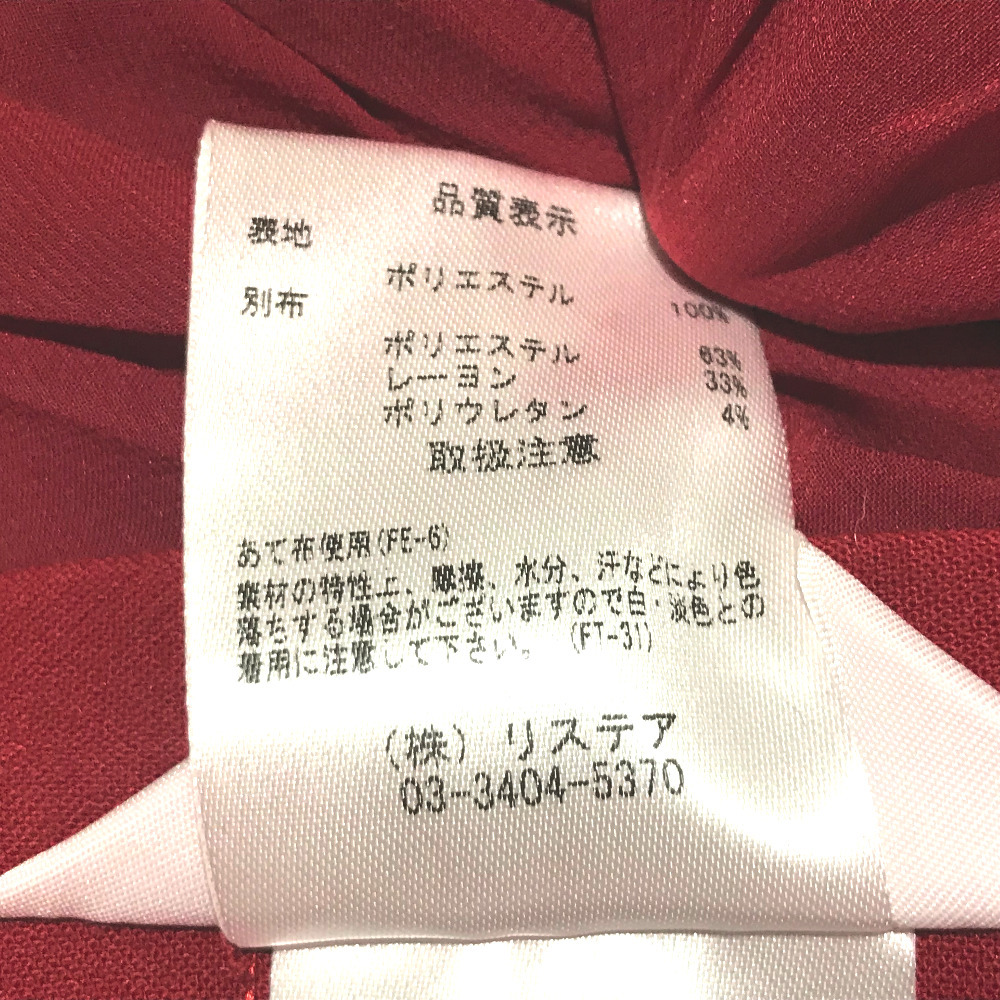 品質表示
表地
ポリエステル 100%
別布
ポリエステル 63%
レーヨン 33%
ポリウレタン 4%
取扱注意
あて布使用(FE-6)
素材の特性上、摩擦、水分、汗などにより色
落ちする場合がございますので白・淡色との
着用に注意して下さい。 (FT-31)
(株) リステア
03-3404-5370